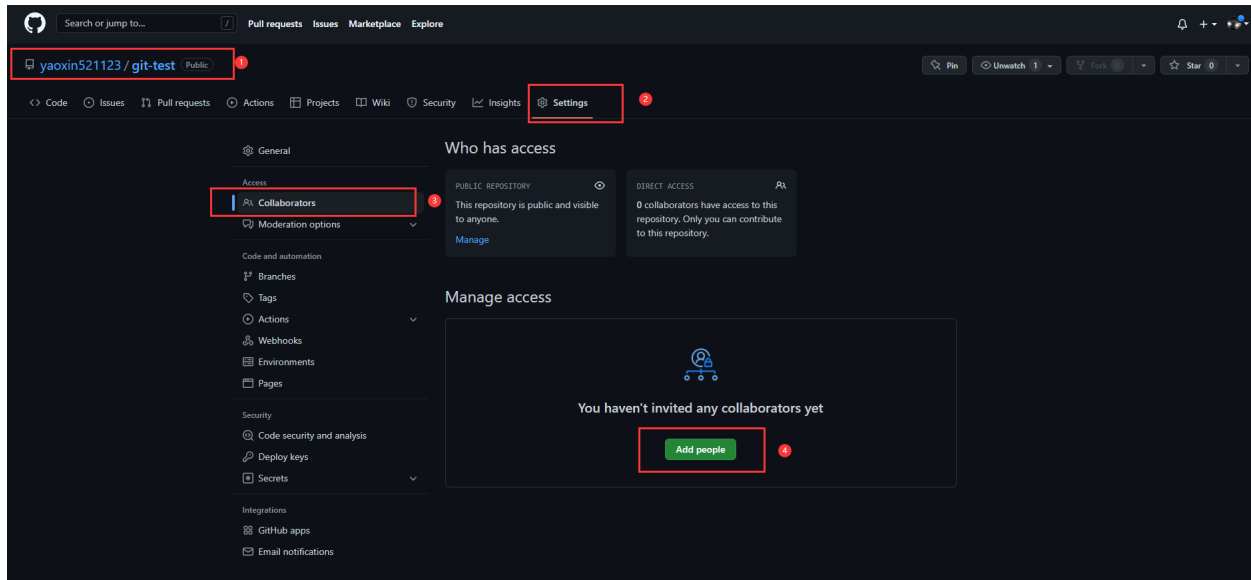 Search or jump to... / Pull requests Issues Marketplace Explore
yaoxin521123 / git-test Public 1
Pin Unwatch 1 Fork 0 Star 0
<> Code Issues Pull requests Actions Projects Wiki Security Insights Settings 2
General
Access
Collaborators 3
Moderation options
Code and automation
Branches
Tags
Actions
Webhooks
Environments
Pages
Security
Code security and analysis
Deploy keys
Secrets
Integrations
GitHub apps
Email notifications
Who has access
PUBLIC REPOSITORY
This repository is public and visible
to anyone.
Manage
DIRECT ACCESS
0 collaborators have access to this
repository. Only you can contribute
to this repository.
Manage access
You haven't invited any collaborators yet
Add people 4